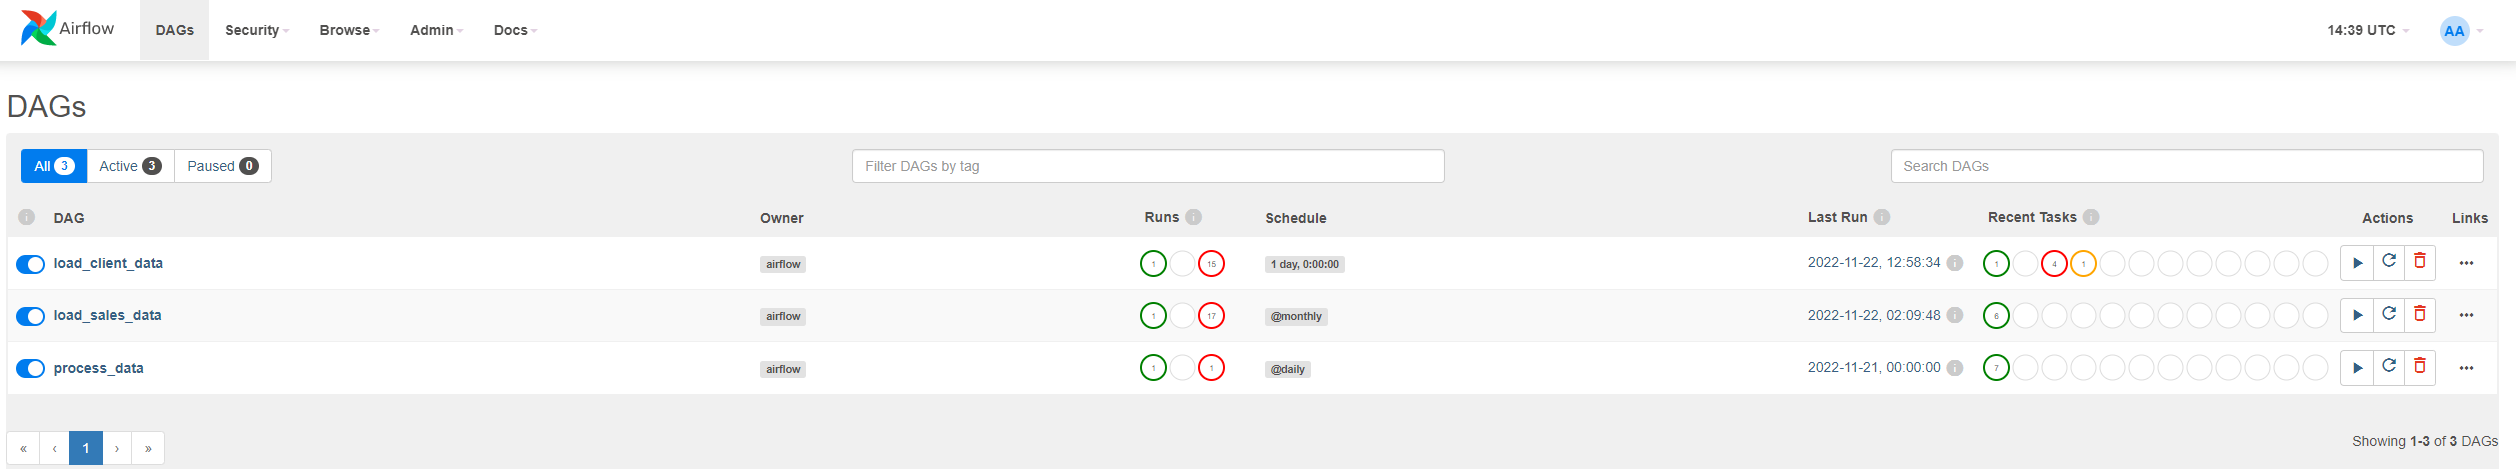 Airflow DAGs Security Browse Admin Docs 14:39 UTC AA
DAGs
All 3 Active 3 Paused 0 Filter DAGs by tag Search DAGs
i DAG Owner Runs i Schedule Last Run i Recent Tasks i Actions Links
load_client_data airflow 1 15 1 day, 0:00:00 2022-11-22, 12:58:34 i 1 4 1
load_sales_data airflow 1 17 @monthly 2022-11-22, 02:09:48 i 6
process_data airflow 1 1 @daily 2022-11-21, 00:00:00 i 7
« ‹ 1 › » Showing 1-3 of 3 DAGs